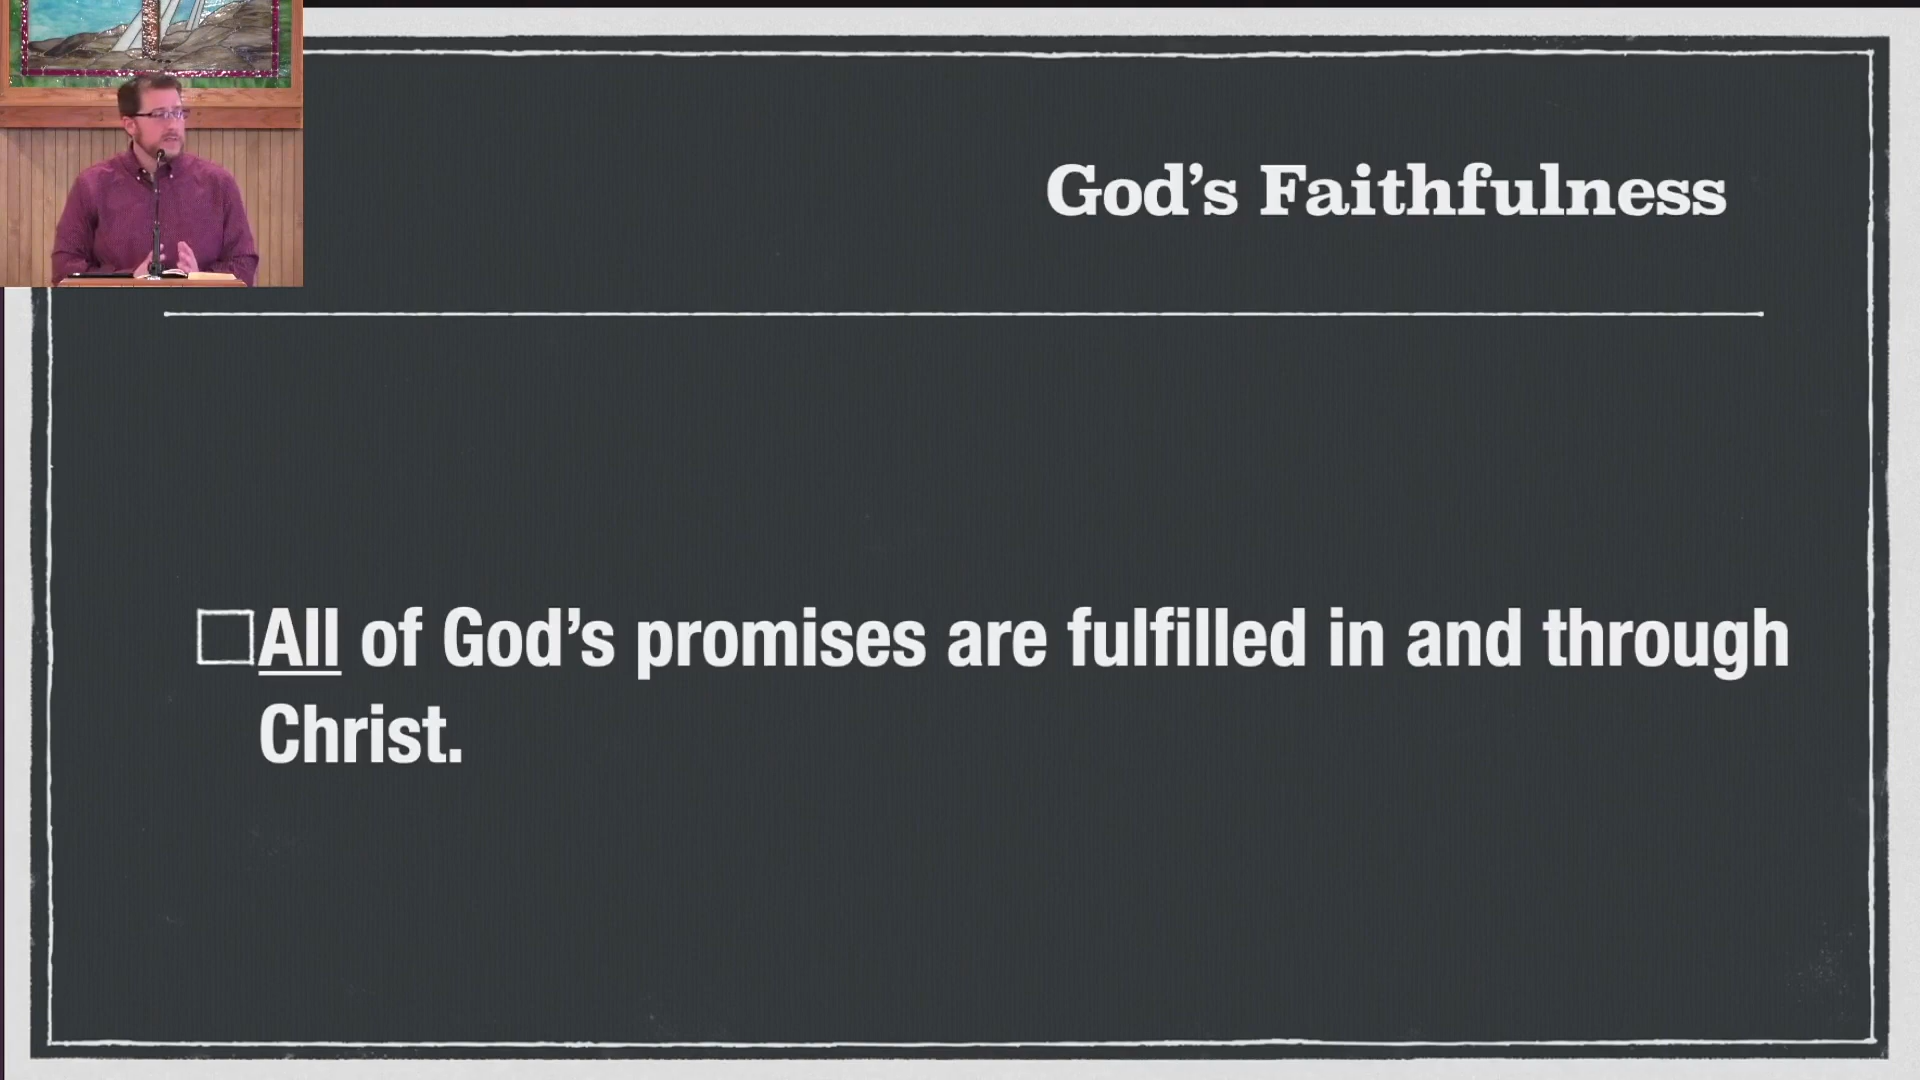 God’s Faithfulness
All of God’s promises are fulfilled in and through
Christ.